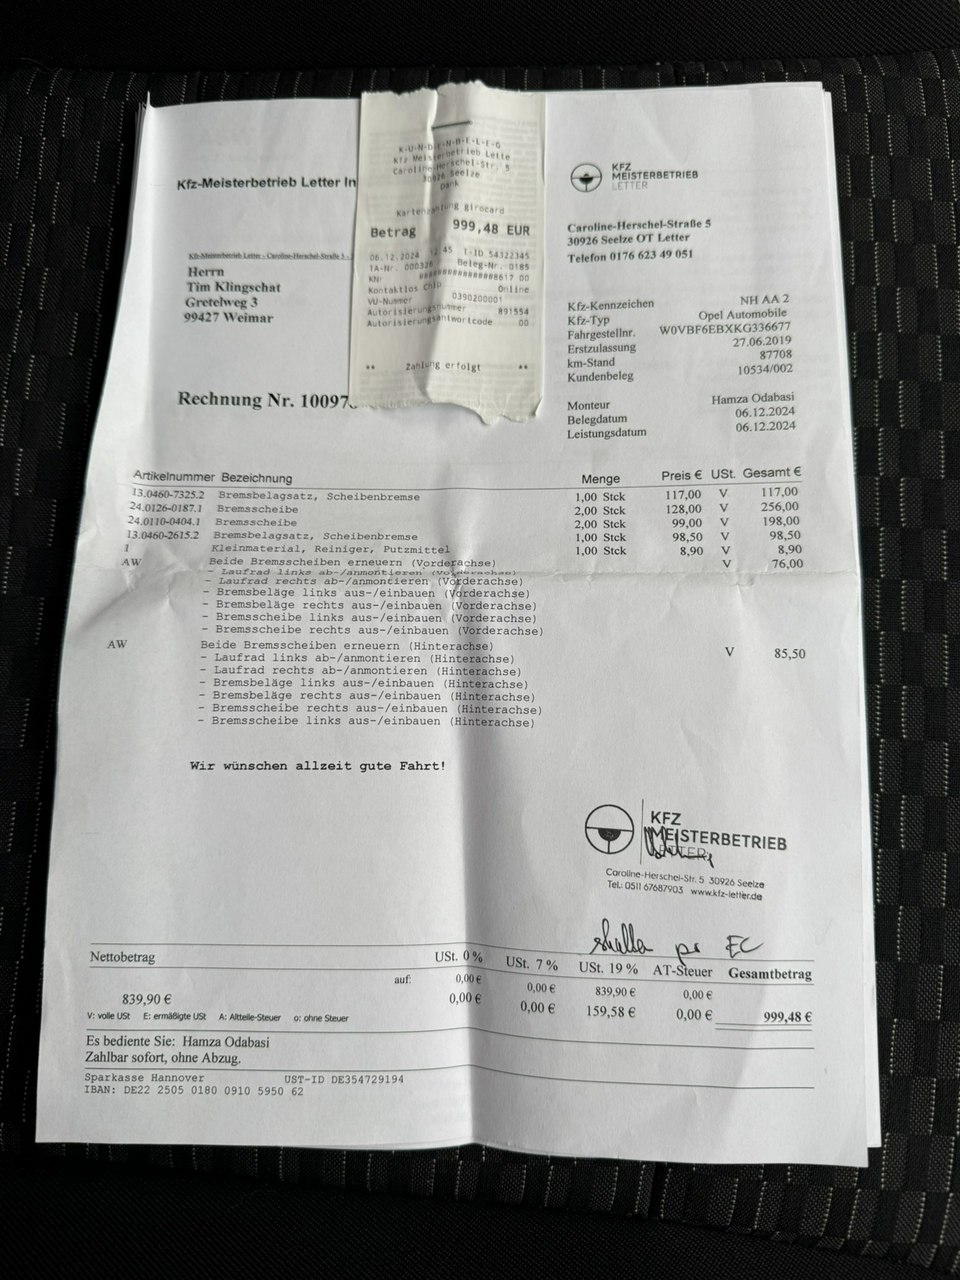 K-U-N-D-E-N-B-E-L-E-G
Kfz Meisterbetrieb Lette
Caroline-Herschel-Str. 5
30926 Seelze
Dank
Kartenzahlung girocard
Betrag 999,48 EUR
06.12.2024 45 T-ID 54322345
TA-Nr. 000328 Beleg-Nr. 0185
KNr ##############8617 00
Kontaktlos Chip Online
VU-Nummer 0390200001
Autorisierungsnummer 891554
Autorisierungsantwortcode 00
** Zahlung erfolgt **
Kfz-Meisterbetrieb Letter In
KFZ
MEISTERBETRIEB
LETTER
Caroline-Herschel-Straße 5
30926 Seelze OT Letter
Telefon 0176 623 49 051
Kfz-Meisterbetrieb Letter - Caroline-Herschel-Straße 5 -
Herrn
Tim Klingschat
Gretelweg 3
99427 Weimar
Kfz-Kennzeichen NH AA 2
Kfz-Typ Opel Automobile
Fahrgestellnr. W0VBF6EBXKG336677
Erstzulassung 27.06.2019
km-Stand 87708
Kundenbeleg 10534/002
Rechnung Nr. 10097
Monteur Hamza Odabasi
Belegdatum 06.12.2024
Leistungsdatum 06.12.2024
Artikelnummer Bezeichnung Menge Preis € USt. Gesamt €
13.0460-7325.2 Bremsbelagsatz, Scheibenbremse 1,00 Stck 117,00 V 117,00
24.0126-0187.1 Bremsscheibe 2,00 Stck 128,00 V 256,00
24.0110-0404.1 Bremsscheibe 2,00 Stck 99,00 V 198,00
13.0460-2615.2 Bremsbelagsatz, Scheibenbremse 1,00 Stck 98,50 V 98,50
1 Kleinmaterial, Reiniger, Putzmittel 1,00 Stck 8,90 V 8,90
AW Beide Bremsscheiben erneuern (Vorderachse) V 76,00
- Laufrad links ab-/anmontieren (Vorderachse)
- Laufrad rechts ab-/anmontieren (Vorderachse)
- Bremsbeläge links aus-/einbauen (Vorderachse)
- Bremsbeläge rechts aus-/einbauen (Vorderachse)
- Bremsscheibe links aus-/einbauen (Vorderachse)
- Bremsscheibe rechts aus-/einbauen (Vorderachse)
AW Beide Bremsscheiben erneuern (Hinterachse) V 85,50
- Laufrad links ab-/anmontieren (Hinterachse)
- Laufrad rechts ab-/anmontieren (Hinterachse)
- Bremsbeläge links aus-/einbauen (Hinterachse)
- Bremsbeläge rechts aus-/einbauen (Hinterachse)
- Bremsscheibe rechts aus-/einbauen (Hinterachse)
- Bremsscheibe links aus-/einbauen (Hinterachse)
Wir wünschen allzeit gute Fahrt!
KFZ
MEISTERBETRIEB
LETTER
Caroline-Herschel-Str. 5 30926 Seelze
Tel.: 0511 67687903 www.kfz-letter.de
EC
Nettobetrag USt. 0 % USt. 7 % USt. 19 % AT-Steuer Gesamtbetrag
auf: 0,00 € 0,00 € 839,90 € 0,00 €
839,90 € 0,00 € 0,00 € 159,58 € 0,00 € 999,48 €
V: volle USt E: ermäßigte USt A: Altteile-Steuer o: ohne Steuer
Es bediente Sie: Hamza Odabasi
Zahlbar sofort, ohne Abzug.
Sparkasse Hannover UST-ID DE354729194
IBAN: DE22 2505 0180 0910 5950 62